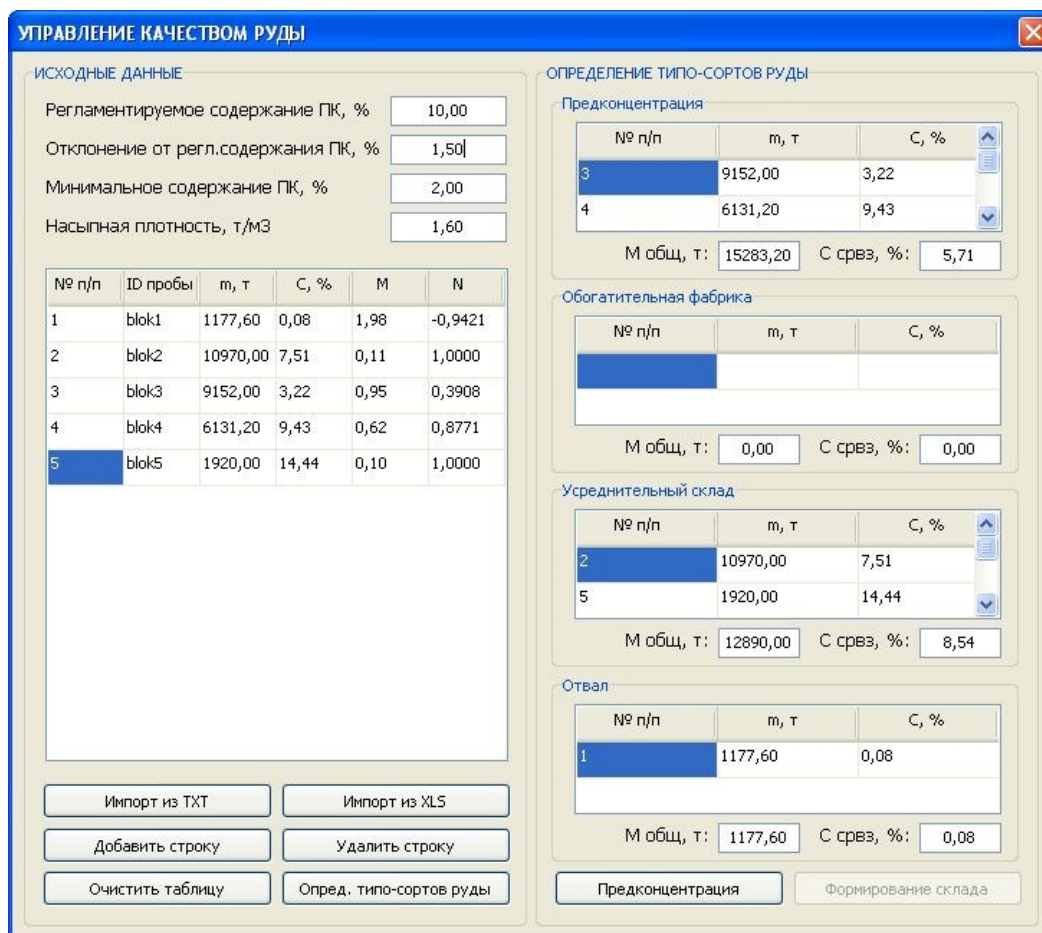 УПРАВЛЕНИЕ КАЧЕСТВОМ РУДЫ
ИСХОДНЫЕ ДАННЫЕ
Регламентируемое содержание ПК, % 10,00
Отклонение от регл.содержания ПК, % 1,50
Минимальное содержание ПК, % 2,00
Насыпная плотность, т/м3 1,60
№ п/п ID пробы m, т C, % M N
1 blok1 1177,60 0,08 1,98 -0,9421
2 blok2 10970,00 7,51 0,11 1,0000
3 blok3 9152,00 3,22 0,95 0,3908
4 blok4 6131,20 9,43 0,62 0,8771
5 blok5 1920,00 14,44 0,10 1,0000
Импорт из TXT Импорт из XLS
Добавить строку Удалить строку
Очистить таблицу Опред. типо-сортов руды
ОПРЕДЕЛЕНИЕ ТИПО-СОРТОВ РУДЫ
Предконцентрация
№ п/п m, т C, %
3 9152,00 3,22
4 6131,20 9,43
М общ, т: 15283,20 С срвз, %: 5,71
Обогатительная фабрика
№ п/п m, т C, %
М общ, т: 0,00 С срвз, %: 0,00
Усреднительный склад
№ п/п m, т C, %
2 10970,00 7,51
5 1920,00 14,44
М общ, т: 12890,00 С срвз, %: 8,54
Отвал
№ п/п m, т C, %
1 1177,60 0,08
М общ, т: 1177,60 С срвз, %: 0,08
Предконцентрация Формирование склада